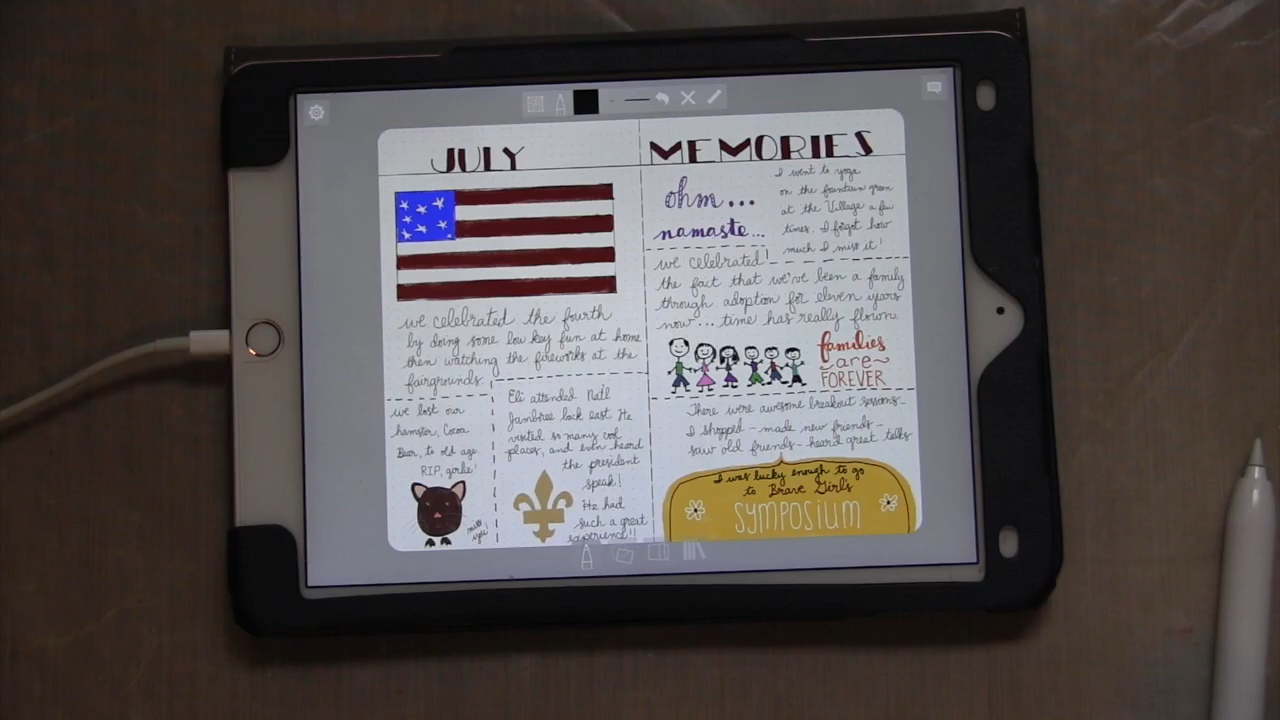 JULY
we celebrated the fourth
by doing some low key fun at home
then watching the fireworks at the
fairgrounds.
we lost our
hamster, Cocoa
Bear, to old age.
R.I.P, girlie!
miss
you
Eli attended Nat'l
Jamboree back east. He
visited so many cool
places, and even heard
the president
speak!
He had
such a great
experience!!
MEMORIES
ohm...
namaste...
I went to yoga
on the fountain green
at the Village a few
times. I forgot how
much I miss it!
we celebrated!
the fact that we've been a family
through adoption for eleven years
now... time has really flown.
families
~are~
FOREVER
There were awesome breakout sessions-
I shopped - made new friends -
saw old friends - heard great talks
I was lucky enough to go
to Brave Girl's
SYMPOSIUM